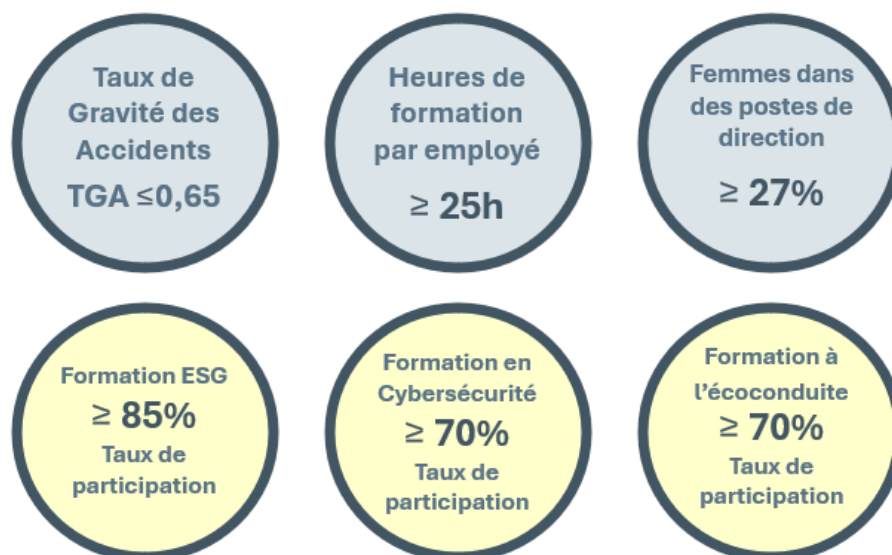 Taux de
Gravité des
Accidents
TGA ≤0,65
Heures de
formation
par employé
≥ 25h
Femmes dans
des postes de
direction
≥ 27%
Formation ESG
≥ 85%
Taux de
participation
Formation en
Cybersécurité
≥ 70%
Taux de
participation
Formation à
l’écoconduite
≥ 70%
Taux de
participation